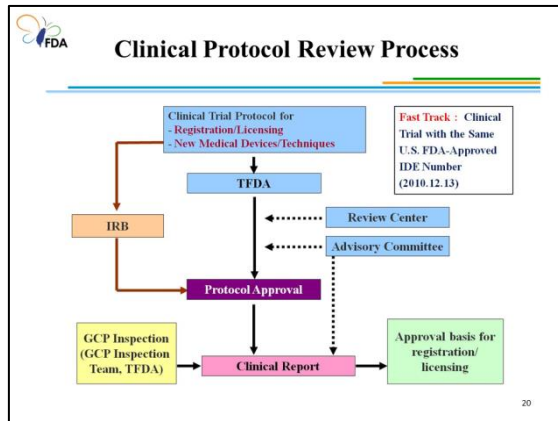 FDA
Clinical Protocol Review Process
Clinical Trial Protocol for
- Registration/Licensing
- New Medical Devices/Techniques
Fast Track : Clinical
Trial with the Same
U.S. FDA-Approved
IDE Number
(2010.12.13)
TFDA
IRB
Review Center
Advisory Committee
Protocol Approval
GCP Inspection
(GCP Inspection
Team, TFDA)
Clinical Report
Approval basis for
registration/
licensing
20